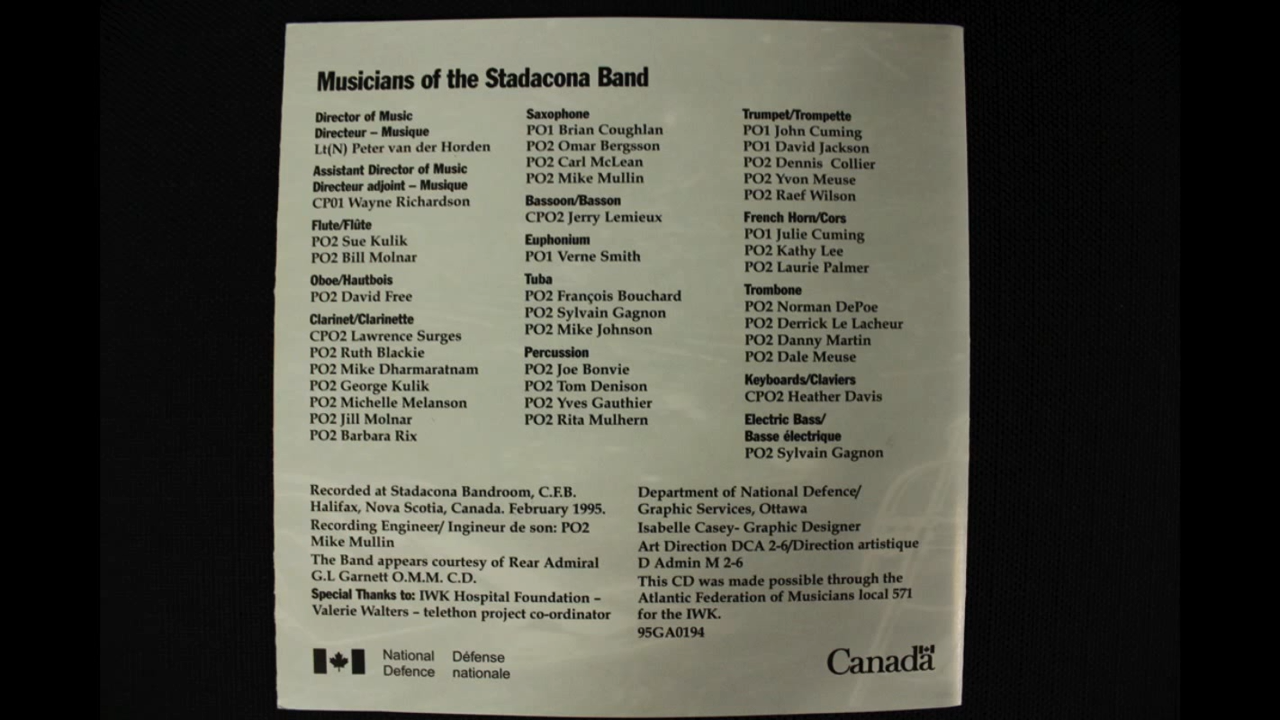 Musicians of the Stadacona Band
Director of Music
Directeur – Musique
Lt(N) Peter van der Horden
Assistant Director of Music
Directeur adjoint – Musique
CP01 Wayne Richardson
Flute/Flûte
PO2 Sue Kulik
PO2 Bill Molnar
Oboe/Hautbois
PO2 David Free
Clarinet/Clarinette
CPO2 Lawrence Surges
PO2 Ruth Blackie
PO2 Mike Dharmaratnam
PO2 George Kulik
PO2 Michelle Melanson
PO2 Jill Molnar
PO2 Barbara Rix
Saxophone
PO1 Brian Coughlan
PO2 Omar Bergsson
PO2 Carl McLean
PO2 Mike Mullin
Bassoon/Basson
CPO2 Jerry Lemieux
Euphonium
PO1 Verne Smith
Tuba
PO2 François Bouchard
PO2 Sylvain Gagnon
PO2 Mike Johnson
Percussion
PO2 Joe Bonvie
PO2 Tom Denison
PO2 Yves Gauthier
PO2 Rita Mulhern
Trumpet/Trompette
PO1 John Cuming
PO1 David Jackson
PO2 Dennis Collier
PO2 Yvon Meuse
PO2 Raef Wilson
French Horn/Cors
PO1 Julie Cuming
PO2 Kathy Lee
PO2 Laurie Palmer
Trombone
PO2 Norman DePoe
PO2 Derrick Le Lacheur
PO2 Danny Martin
PO2 Dale Meuse
Keyboards/Claviers
CPO2 Heather Davis
Electric Bass/
Basse électrique
PO2 Sylvain Gagnon
Recorded at Stadacona Bandroom, C.F.B.
Halifax, Nova Scotia, Canada. February 1995.
Recording Engineer/ Ingineur de son: PO2
Mike Mullin
The Band appears courtesy of Rear Admiral
G.L Garnett O.M.M. C.D.
Special Thanks to: IWK Hospital Foundation –
Valerie Walters – telethon project co-ordinator
Department of National Defence/
Graphic Services, Ottawa
Isabelle Casey- Graphic Designer
Art Direction DCA 2-6/Direction artistique
D Admin M 2-6
This CD was made possible through the
Atlantic Federation of Musicians local 571
for the IWK.
95GA0194
National Défense
Defence nationale
Canada